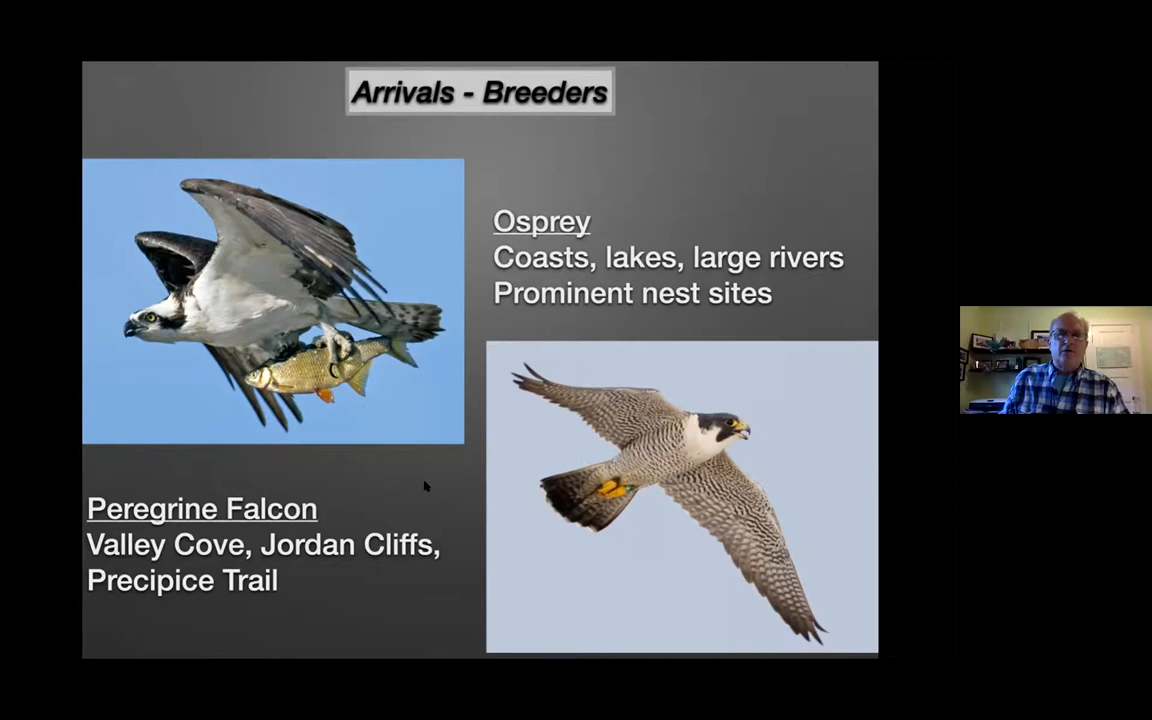 Arrivals - Breeders
Osprey
Coasts, lakes, large rivers
Prominent nest sites
Peregrine Falcon
Valley Cove, Jordan Cliffs,
Precipice Trail